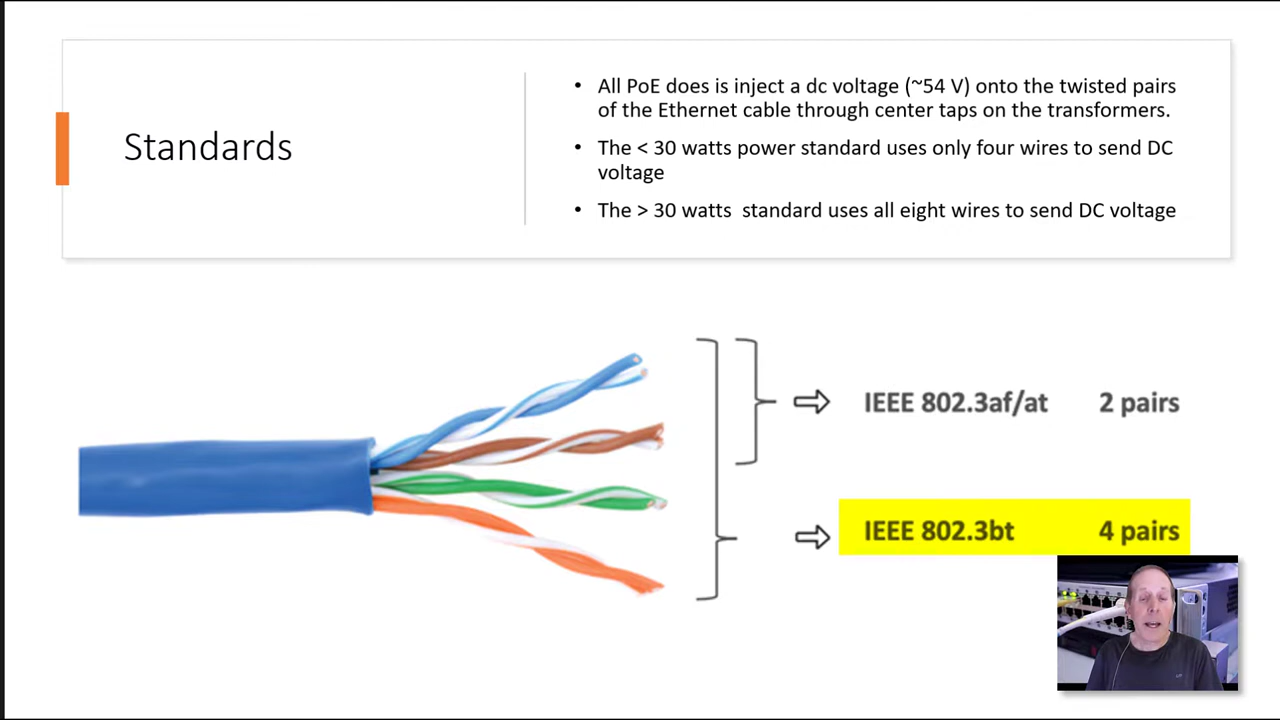 Standards
• All PoE does is inject a dc voltage (~54 V) onto the twisted pairs
of the Ethernet cable through center taps on the transformers.
• The < 30 watts power standard uses only four wires to send DC
voltage
• The > 30 watts  standard uses all eight wires to send DC voltage
IEEE 802.3af/at 2 pairs
IEEE 802.3bt 4 pairs